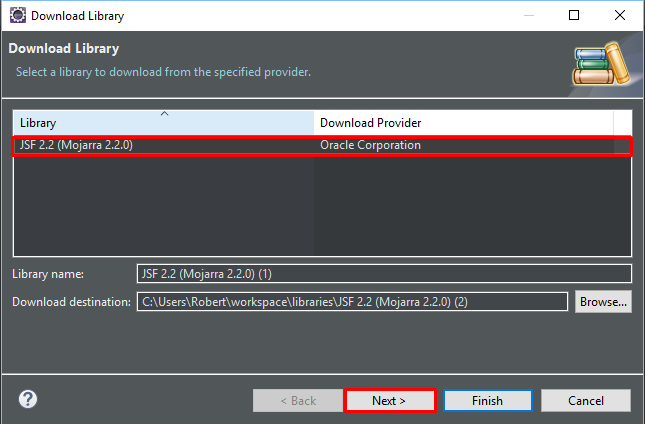 Download Library
Download Library
Select a library to download from the specified provider.
Library Download Provider
JSF 2.2 (Mojarra 2.2.0) Oracle Corporation
Library name: JSF 2.2 (Mojarra 2.2.0) (1)
Download destination: C:\Users\Robert\workspace\libraries\JSF 2.2 (Mojarra 2.2.0) (2) Browse...
? < Back Next > Finish Cancel